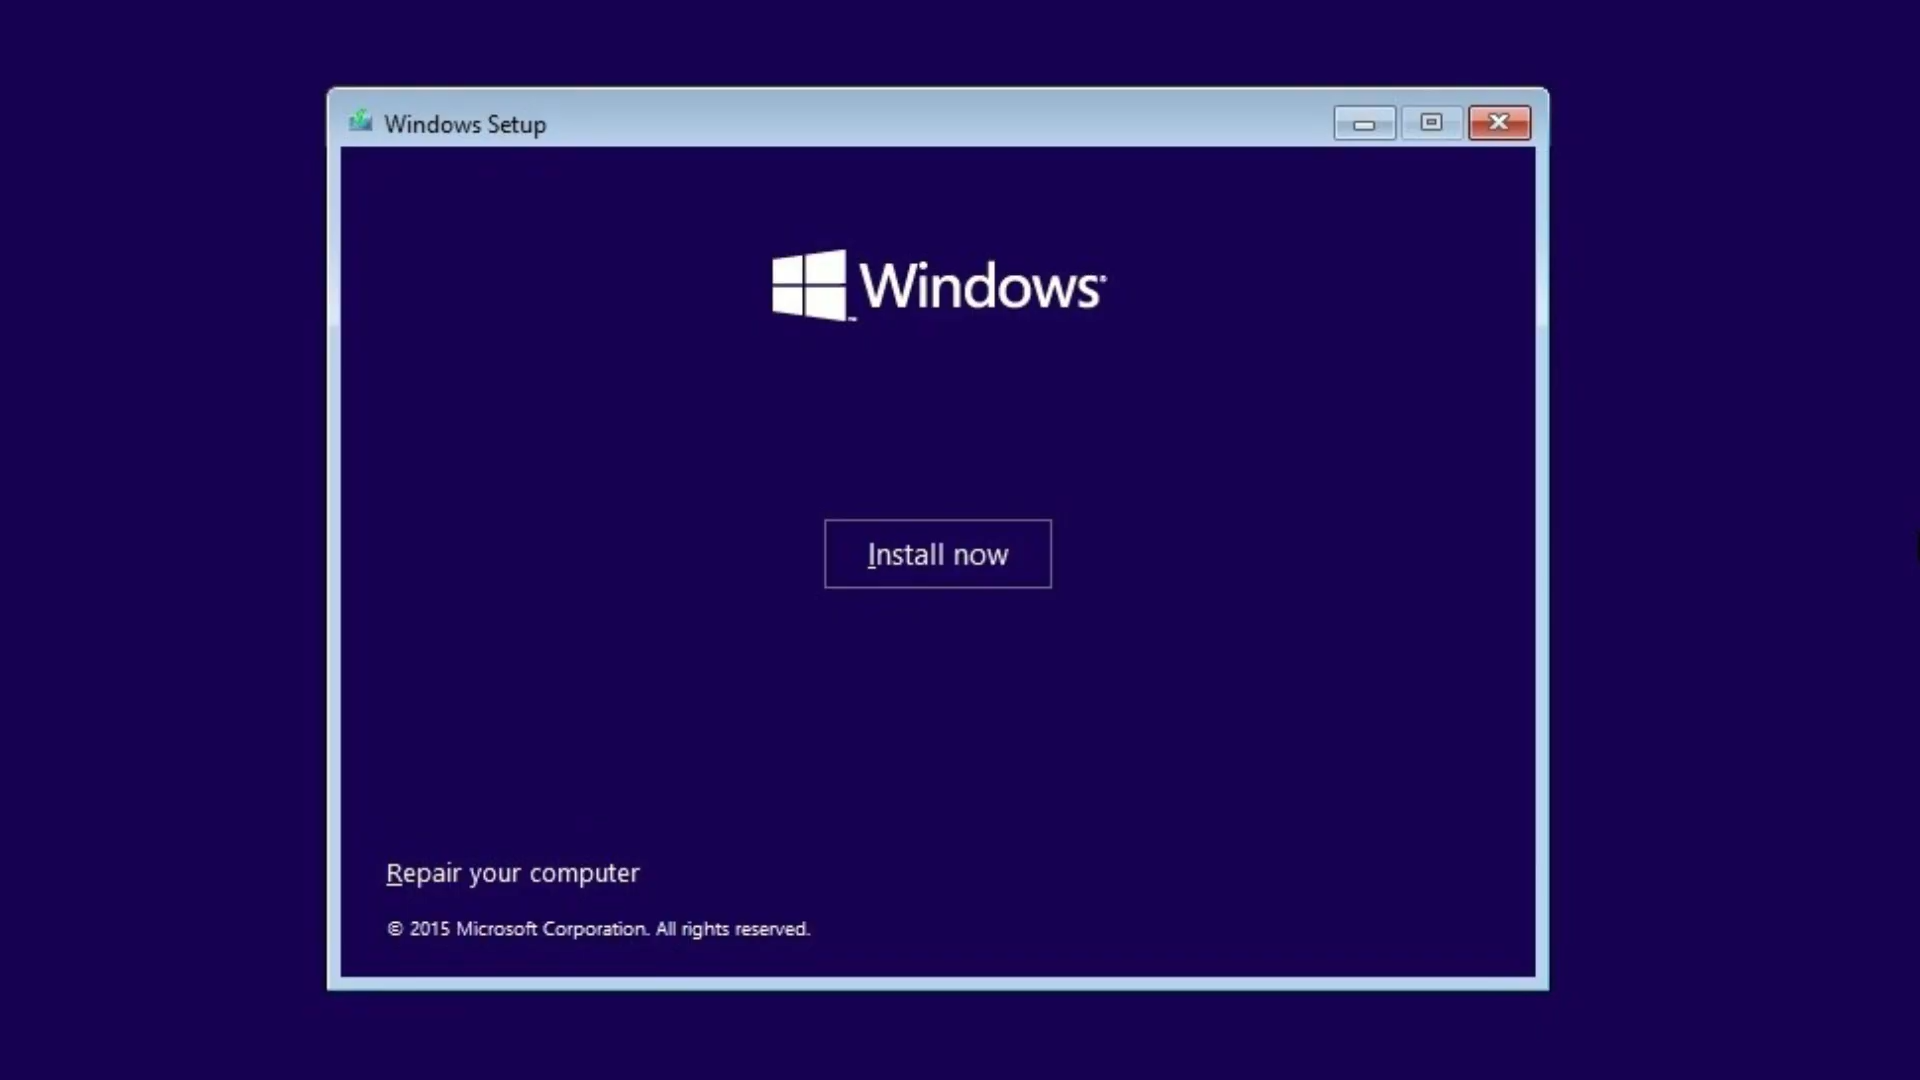 Windows Setup
Windows
Install now
Repair your computer
© 2015 Microsoft Corporation. All rights reserved.